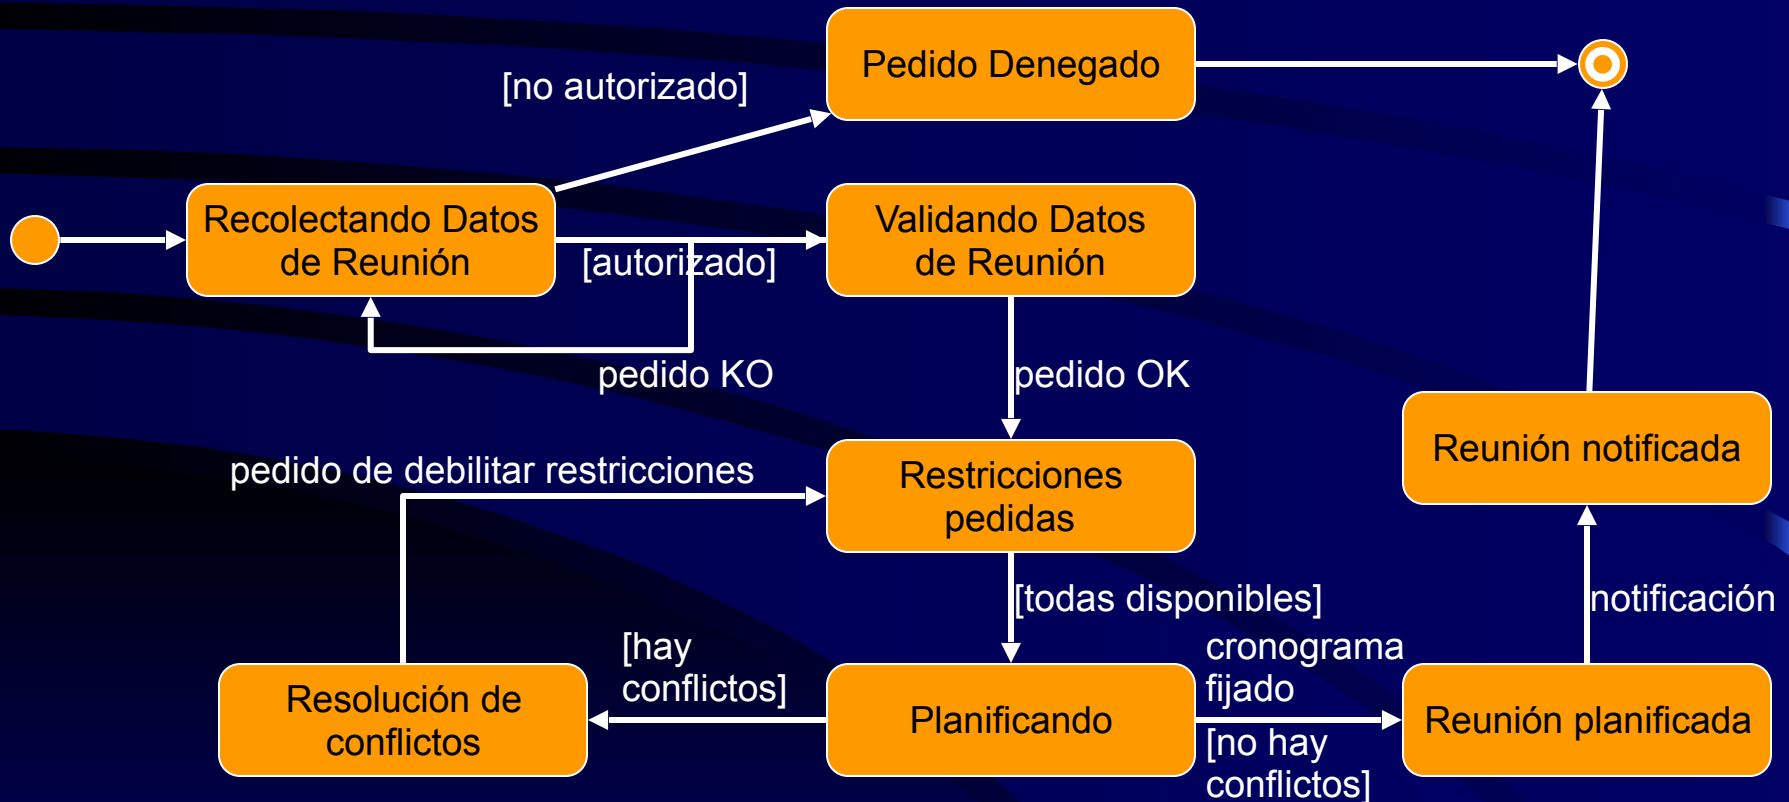 Pedido Denegado
[no autorizado]
Recolectando Datos
de Reunión
[autorizado]
Validando Datos
de Reunión
pedido KO
pedido OK
Reunión notificada
pedido de debilitar restricciones
Restricciones
pedidas
[todas disponibles]
notificación
[hay
conflictos]
cronograma
fijado
Resolución de
conflictos
Planificando
Reunión planificada
[no hay
conflictos]